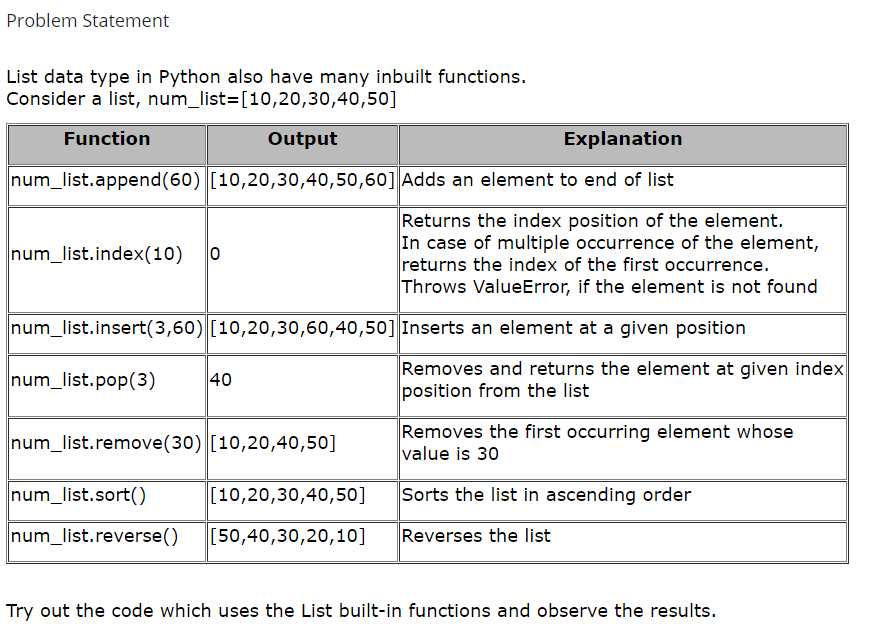 Problem Statement
List data type in Python also have many inbuilt functions.
Consider a list, num_list=[10,20,30,40,50]
Function Output Explanation
num_list.append(60) [10,20,30,40,50,60] Adds an element to end of list
num_list.index(10) 0 Returns the index position of the element.
In case of multiple occurrence of the element,
returns the index of the first occurrence.
Throws ValueError, if the element is not found
num_list.insert(3,60) [10,20,30,60,40,50] Inserts an element at a given position
num_list.pop(3) 40 Removes and returns the element at given index
position from the list
num_list.remove(30) [10,20,40,50] Removes the first occurring element whose
value is 30
num_list.sort() [10,20,30,40,50] Sorts the list in ascending order
num_list.reverse() [50,40,30,20,10] Reverses the list
Try out the code which uses the List built-in functions and observe the results.